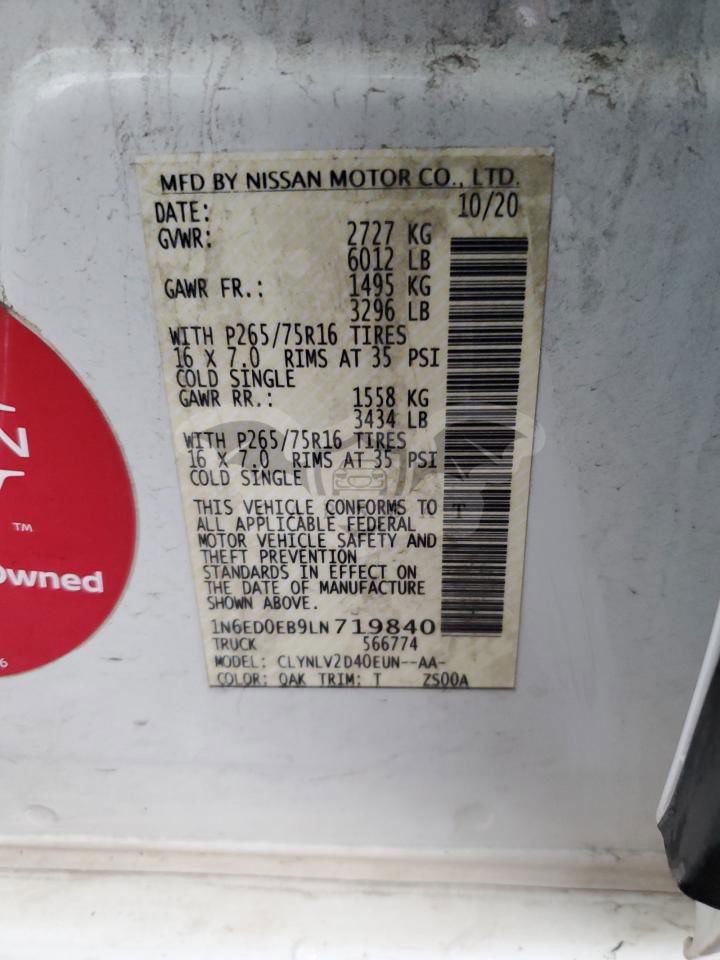 MFD BY NISSAN MOTOR CO., LTD.
DATE: 10/20
GVWR: 2727 KG
6012 LB
GAWR FR.: 1495 KG
3296 LB
WITH P265/75R16 TIRES
16 X 7.0 RIMS AT 35 PSI
COLD SINGLE
GAWR RR.: 1558 KG
3434 LB
WITH P265/75R16 TIRES
16 X 7.0 RIMS AT 35 PSI
COLD SINGLE
THIS VEHICLE CONFORMS TO T
ALL APPLICABLE FEDERAL
MOTOR VEHICLE SAFETY AND
THEFT PREVENTION
STANDARDS IN EFFECT ON
THE DATE OF MANUFACTURE
SHOWN ABOVE.
1N6ED0EB9LN719840
TRUCK 566774
MODEL: CLYNLV2D40EUN--AA-
COLOR: QAK TRIM: T ZS00A
TM
Owned
6